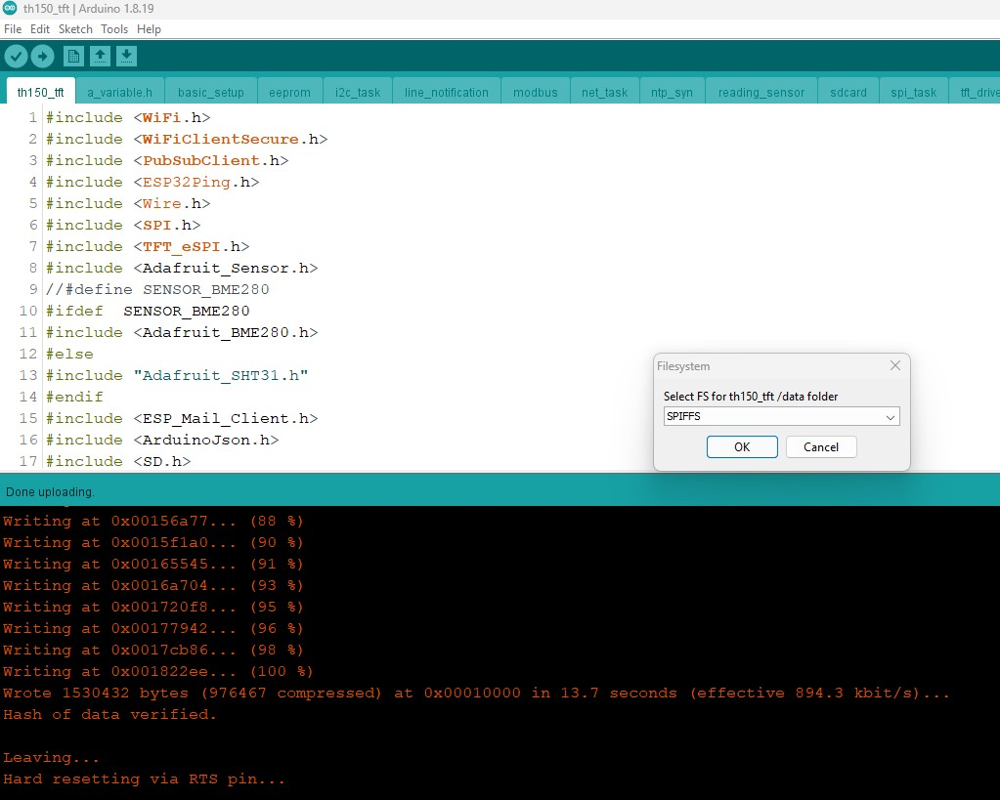 th150_tft | Arduino 1.8.19
File Edit Sketch Tools Help
th150_tft a_variable.h basic_setup eeprom i2c_task line_notification modbus net_task ntp_syn reading_sensor sdcard spi_task tft_drive
1 #include <WiFi.h>
2 #include <WiFiClientSecure.h>
3 #include <PubSubClient.h>
4 #include <ESP32Ping.h>
5 #include <Wire.h>
6 #include <SPI.h>
7 #include <TFT_eSPI.h>
8 #include <Adafruit_Sensor.h>
9 //#define SENSOR_BME280
10 #ifdef  SENSOR_BME280
11 #include <Adafruit_BME280.h>
12 #else
13 #include "Adafruit_SHT31.h"
14 #endif
15 #include <ESP_Mail_Client.h>
16 #include <ArduinoJson.h>
17 #include <SD.h>
Filesystem
Select FS for th150_tft /data folder
SPIFFS
OK Cancel
Done uploading.
Writing at 0x00156a77... (88 %)
Writing at 0x0015f1a0... (90 %)
Writing at 0x00165545... (91 %)
Writing at 0x0016a704... (93 %)
Writing at 0x001720f8... (95 %)
Writing at 0x00177942... (96 %)
Writing at 0x0017cb86... (98 %)
Writing at 0x001822ee... (100 %)
Wrote 1530432 bytes (976467 compressed) at 0x00010000 in 13.7 seconds (effective 894.3 kbit/s)...
Hash of data verified.
Leaving...
Hard resetting via RTS pin...